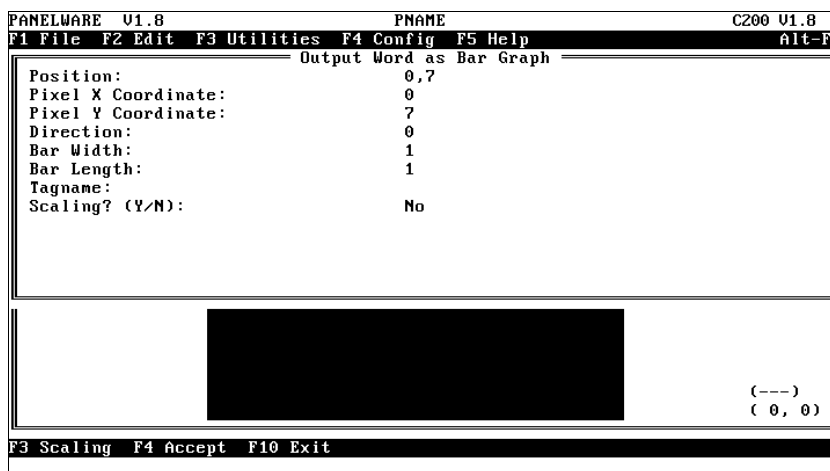 PANELWARE V1.8 PNAME C200 V1.8
F1 File F2 Edit F3 Utilities F4 Config F5 Help Alt-F
Output Word as Bar Graph
Position: 0,7
Pixel X Coordinate: 0
Pixel Y Coordinate: 7
Direction: 0
Bar Width: 1
Bar Length: 1
Tagname:
Scaling? (Y/N): No
(---)
( 0, 0)
F3 Scaling F4 Accept F10 Exit